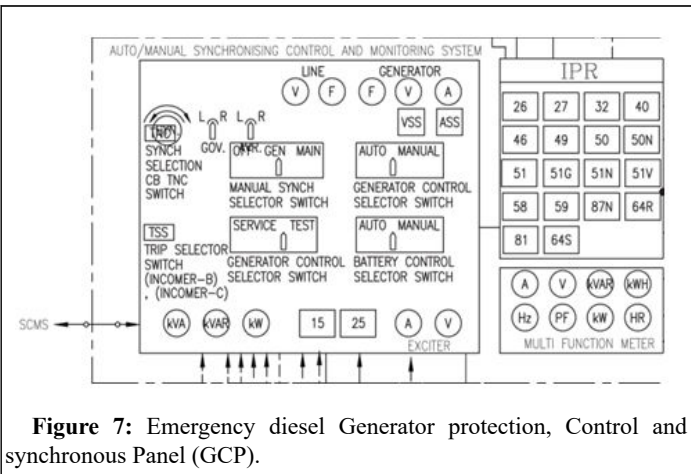 AUTO/MANUAL SYNCHRONISING CONTROL AND MONITORING SYSTEM
LINE GENERATOR
V F F V A
VSS ASS
L R L R
GOV. AVR.
SYNCH
SELECTION
CB TNC
SWITCH
OFF GEN MAIN
MANUAL SYNCH
SELECTOR SWITCH
AUTO MANUAL
GENERATOR CONTROL
SELECTOR SWITCH
TSS
TRIP SELECTOR
SWITCH
(INCOMER-B)
, (INCOMER-C)
SERVICE TEST
GENERATOR CONTROL
SELECTOR SWITCH
AUTO MANUAL
BATTERY CONTROL
SELECTOR SWITCH
SCMS
kVA kVAR kW 15 25 A V
EXCITER
IPR
26 27 32 40
46 49 50 50N
51 51G 51N 51V
58 59 87N 64R
81 64S
A V kVAR kWH
Hz PF kW HR
MULTI FUNCTION METER
Figure 7: Emergency diesel Generator protection, Control and
synchronous Panel (GCP).